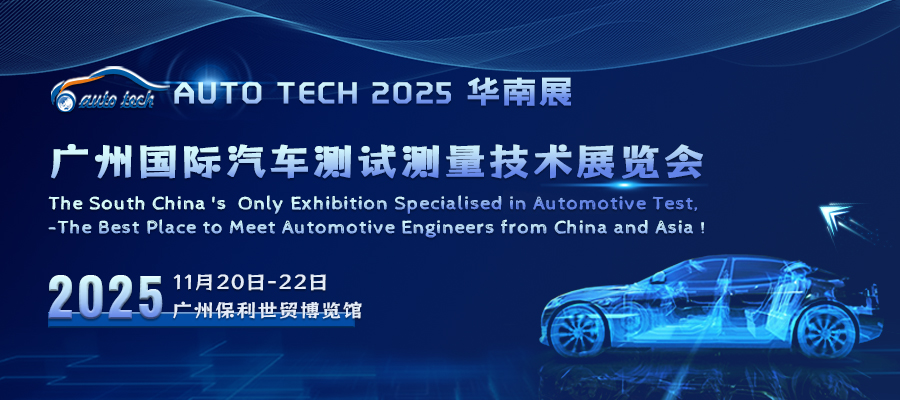 auto tech
AUTO TECH 2025 华南展
广州国际汽车测试测量技术展览会
The South China 's Only Exhibition Specialised in Automotive Test,
-The Best Place to Meet Automotive Engineers from China and Asia !
2025
11月20日-22日
广州保利世贸博览馆